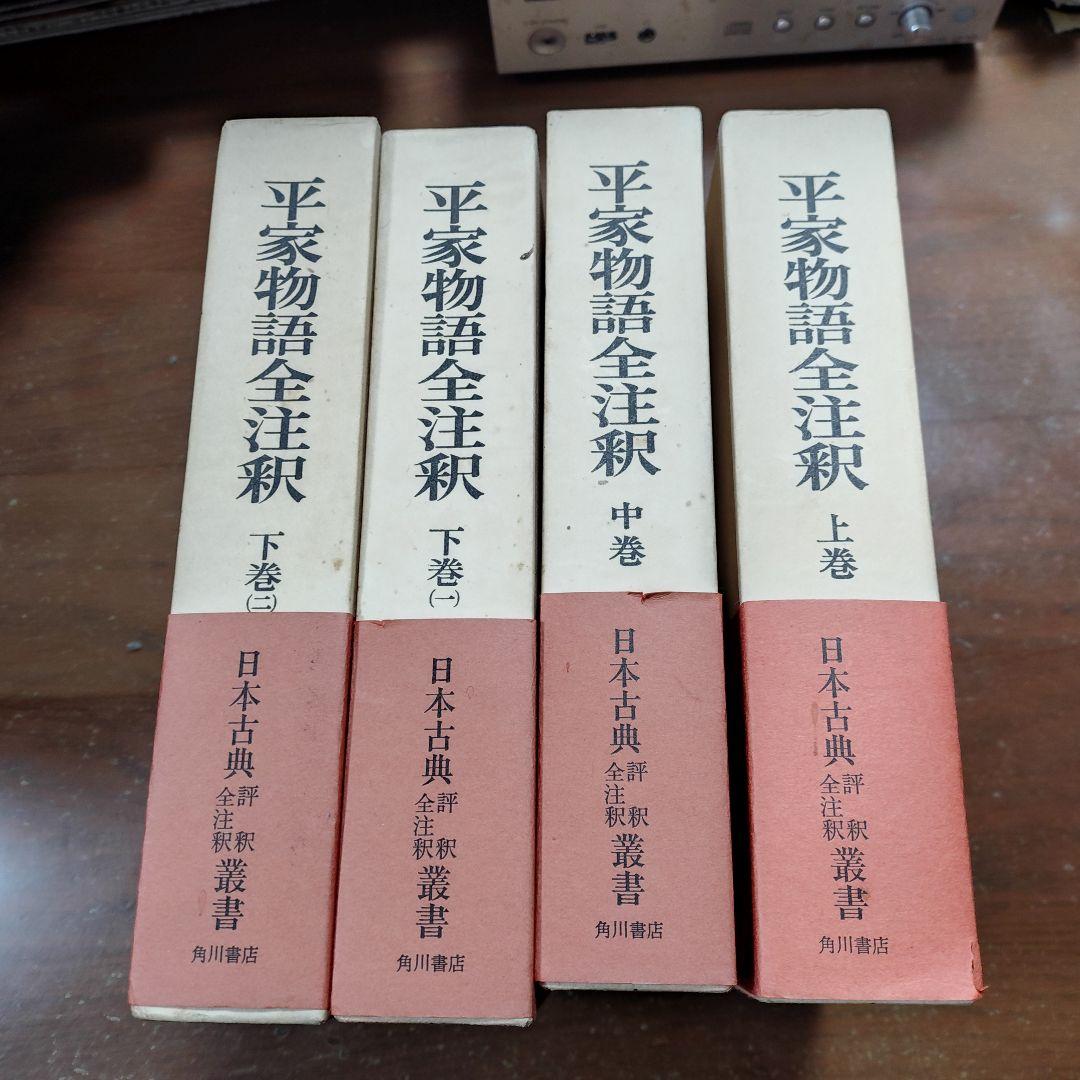 平家物語全注釈 上巻
日本古典評釈全注釈叢書
角川書店
平家物語全注釈 中巻
日本古典評釈全注釈叢書
角川書店
平家物語全注釈 下巻(一)
日本古典評釈全注釈叢書
角川書店
平家物語全注釈 下巻(二)
日本古典評釈全注釈叢書
角川書店